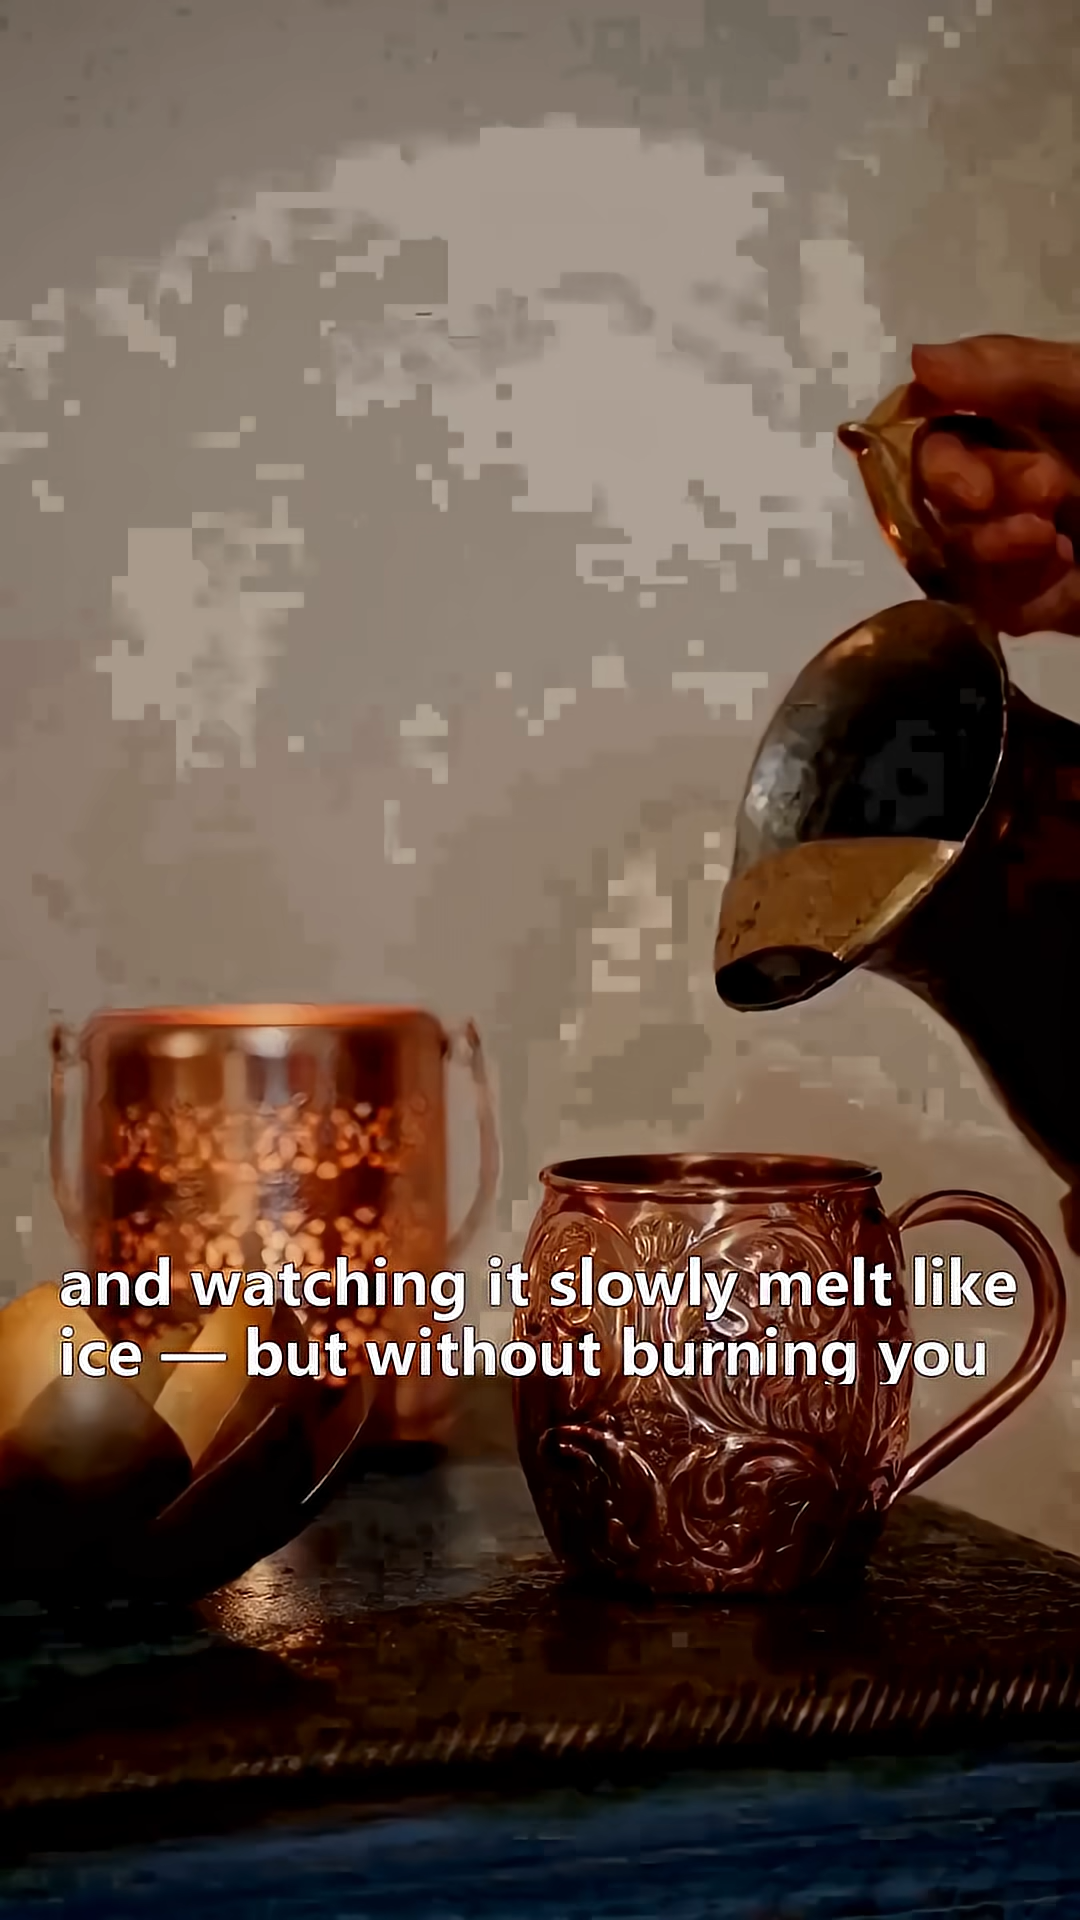 and watching it slowly melt like
ice — but without burning you